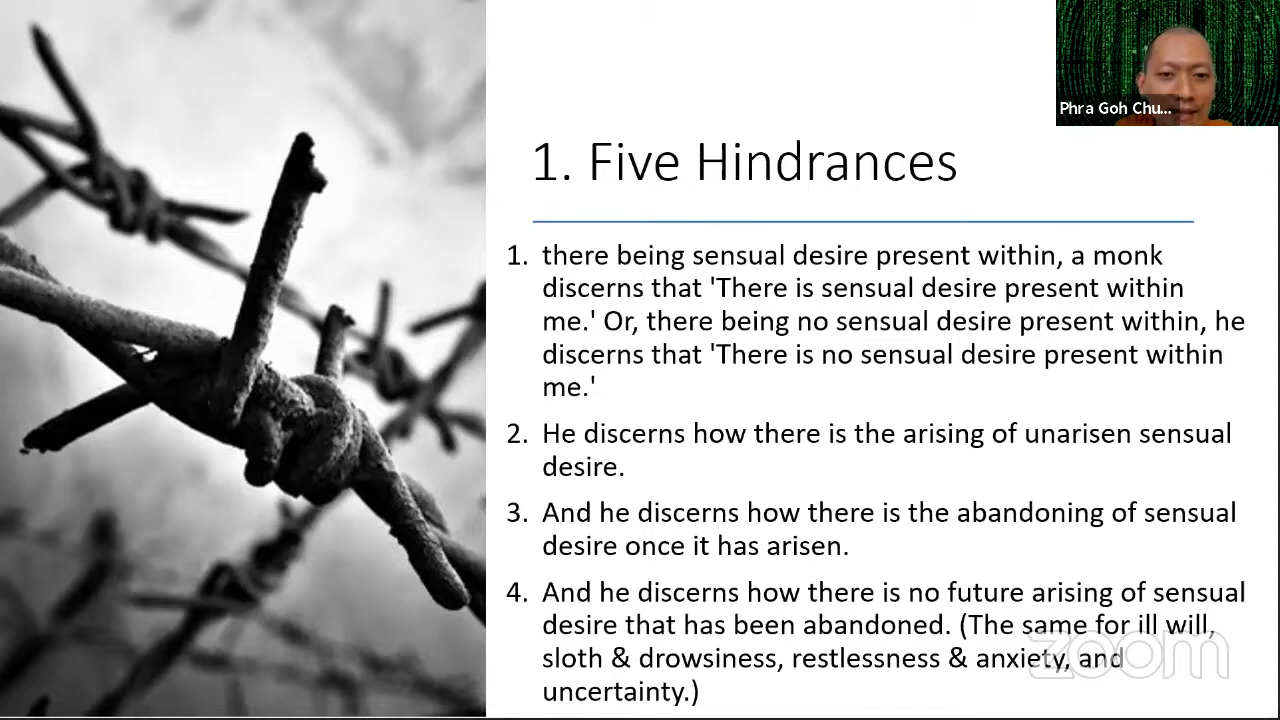 Phra Goh Chu...
1. Five Hindrances
1. there being sensual desire present within, a monk
discerns that 'There is sensual desire present within
me.' Or, there being no sensual desire present within, he
discerns that 'There is no sensual desire present within
me.'
2. He discerns how there is the arising of unarisen sensual
desire.
3. And he discerns how there is the abandoning of sensual
desire once it has arisen.
4. And he discerns how there is no future arising of sensual
desire that has been abandoned. (The same for ill will,
sloth & drowsiness, restlessness & anxiety, and
uncertainty.)
zoom